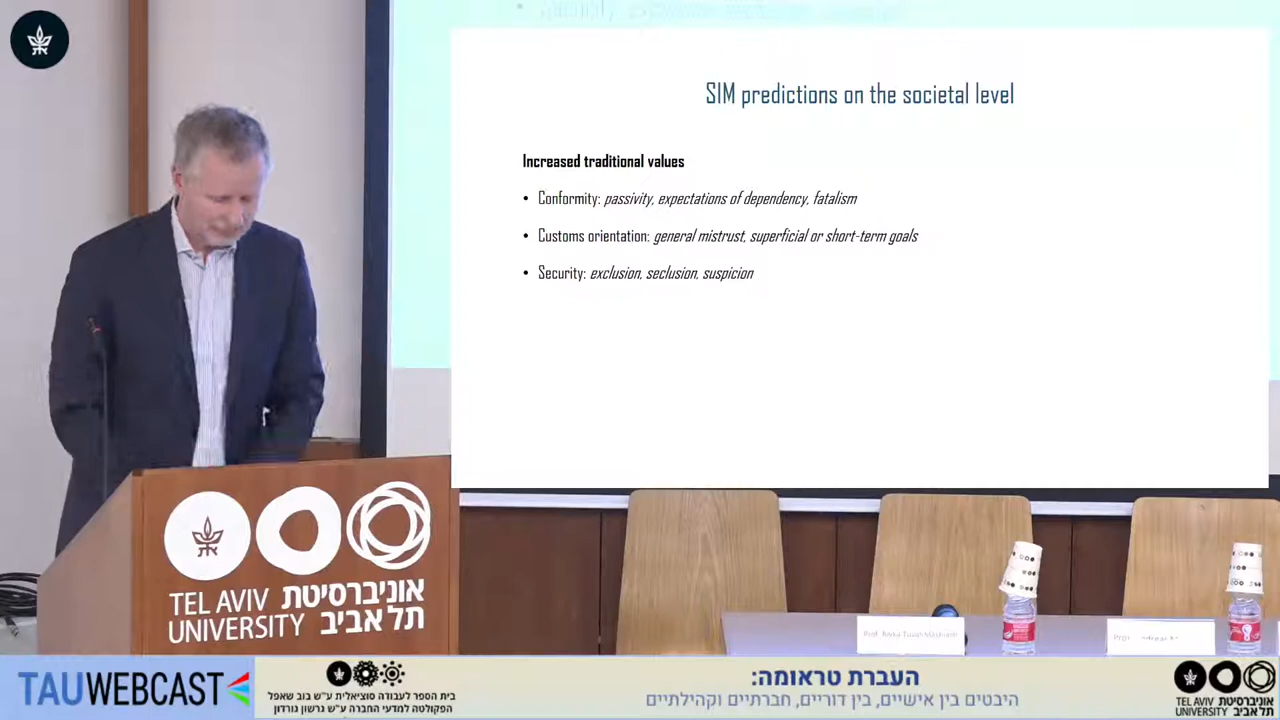 SIM predictions on the societal level
Increased traditional values
• Conformity: passivity, expectations of dependency, fatalism
• Customs orientation: general mistrust, superficial or short-term goals
• Security: exclusion, seclusion, suspicion
TEL AVIV אוניברסיטת
UNIVERSITY תל אביב
Prof.
Prof.
TAUWEBCAST
בית הספר לעבודה סוציאלית ע"ש בוב שאפל
הפקולטה למדעי החברה ע"ש גרשון גורדון
העברת טראומה:
היבטים בין אישיים, בין דוריים, חברתיים וקהילתיים
TEL AVIV אוניברסיטת
UNIVERSITY תל אביב